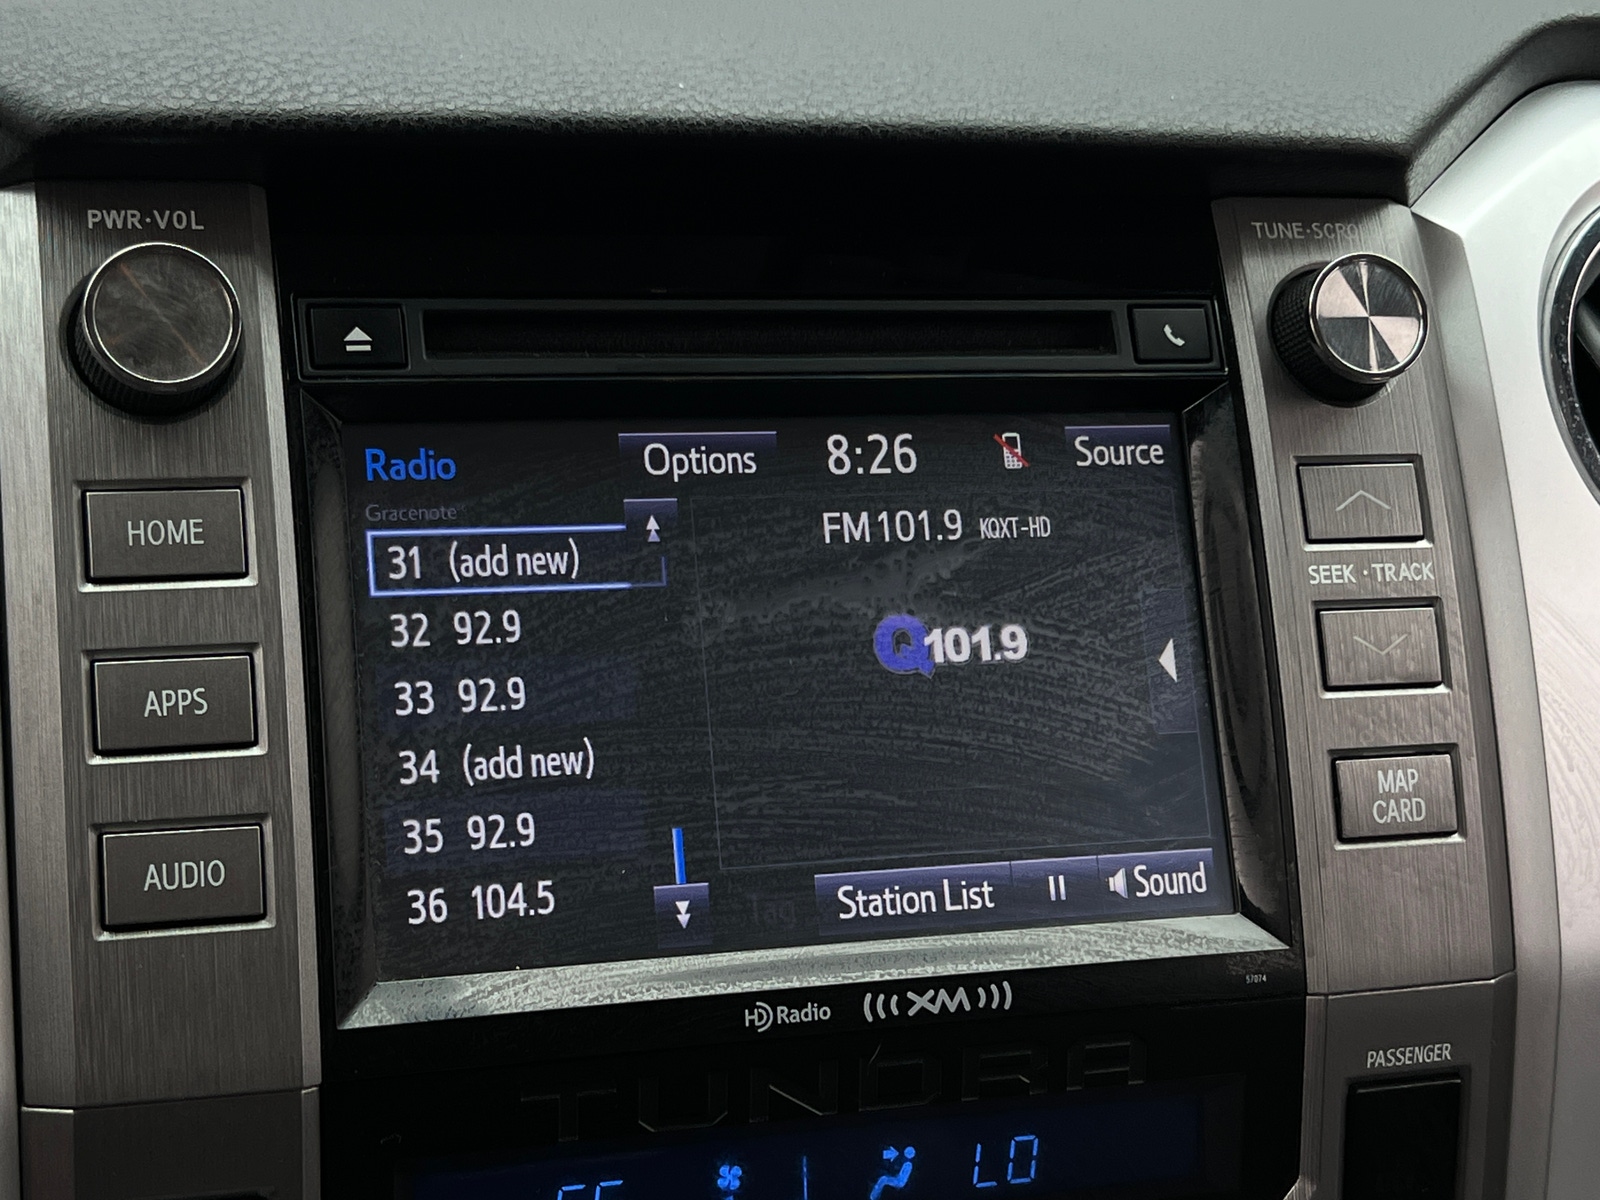 PWR·VOL
TUNE·SCRO
Radio
Options
8:26
Source
Gracenote
FM 101.9 KQXT-HD
31 (add new)
32 92.9
33 92.9
34 (add new)
35 92.9
36 104.5
Q101.9
Tag
Station List
Sound
HOME
APPS
AUDIO
SEEK·TRACK
MAP
CARD
57074
HD Radio
XM
TUNDRA
PASSENGER
LO